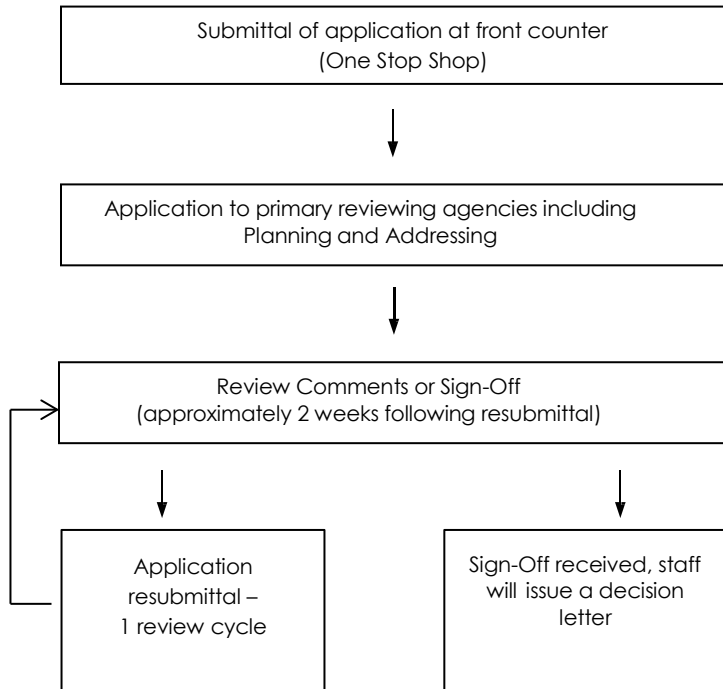 Submittal of application at front counter
(One Stop Shop)
Application to primary reviewing agencies including
Planning and Addressing
Review Comments or Sign-Off
(approximately 2 weeks following resubmittal)
Application
resubmittal –
1 review cycle
Sign-Off received, staff
will issue a decision
letter